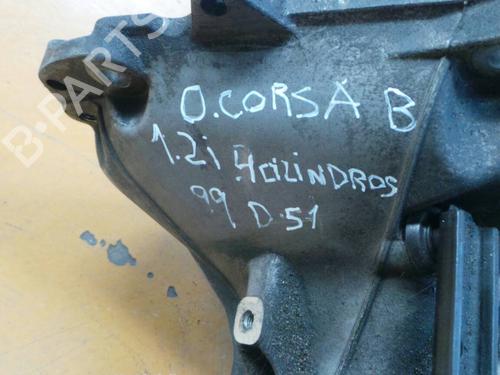 B-PARTS
O.CORSA B
1.2i 4CILINDROS
99 D.51